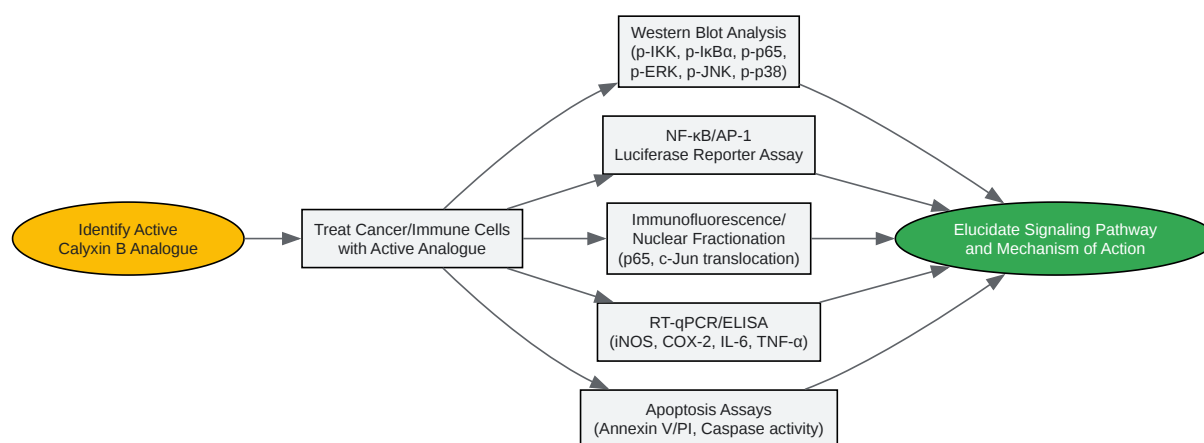 Identify Active
Calyxin B Analogue
Treat Cancer/Immune Cells
with Active Analogue
Western Blot Analysis
(p-IKK, p-IκBα, p-p65,
p-ERK, p-JNK, p-p38)
NF-κB/AP-1
Luciferase Reporter Assay
Immunofluorescence/
Nuclear Fractionation
(p65, c-Jun translocation)
RT-qPCR/ELISA
(iNOS, COX-2, IL-6, TNF-α)
Apoptosis Assays
(Annexin V/PI, Caspase activity)
Elucidate Signaling Pathway
and Mechanism of Action